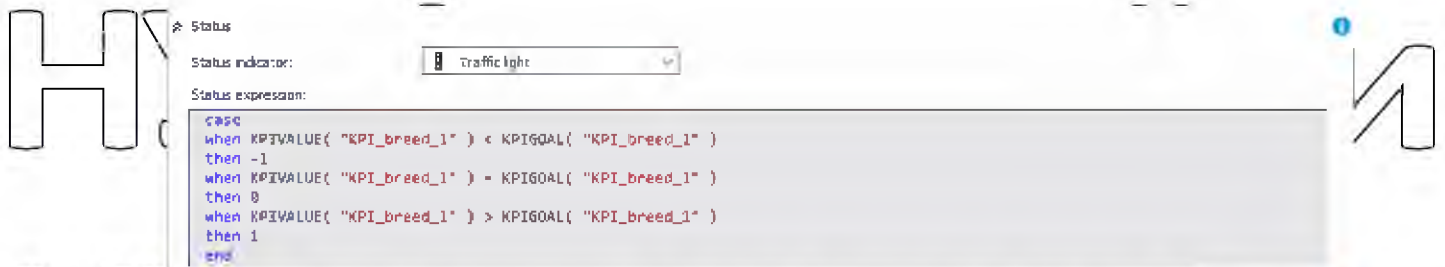 Status
Status indicator:
Traffic light
Status expression:
case
when KPIVALUE( "KPI_breed_1" ) < KPIGOAL( "KPI_breed_1" )
then -1
when KPIVALUE( "KPI_breed_1" ) = KPIGOAL( "KPI_breed_1" )
then 0
when KPIVALUE( "KPI_breed_1" ) > KPIGOAL( "KPI_breed_1" )
then 1
end